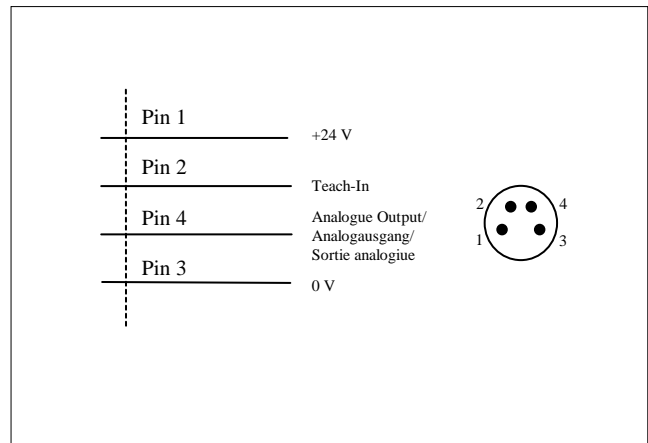 Pin 1
+24 V
Pin 2
Teach-In
Pin 4
Analogue Output/
Analogausgang/
Sortie analogiue
Pin 3
0 V
2 4
1 3